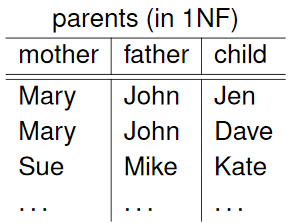 parents (in 1NF)
mother father child
Mary John Jen
Mary John Dave
Sue Mike Kate
... ... ...